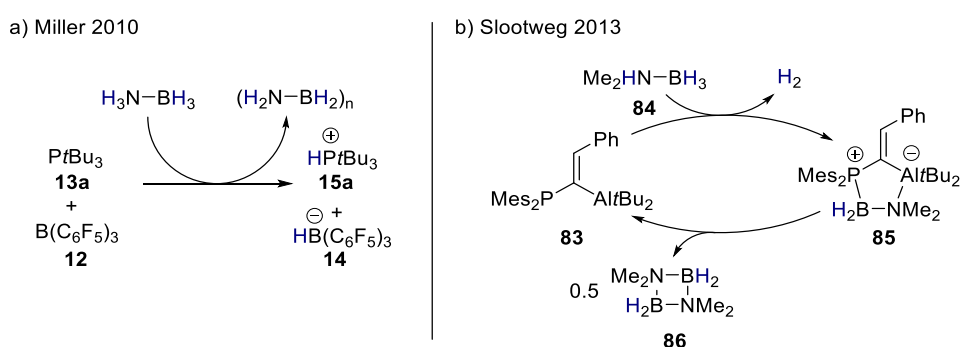 a) Miller 2010
H3N–BH3
(H2N–BH2)n
PtBu3
13a
+
B(C6F5)3
12
⊕
HPtBu3
15a
⊖ +
HB(C6F5)3
14
b) Slootweg 2013
Me2HN–BH3
84
H2
Ph
Mes2P
AltBu2
83
Ph
⊕
⊖
Mes2P
AltBu2
H2B–NMe2
85
0.5
Me2N–BH2
H2B–NMe2
86